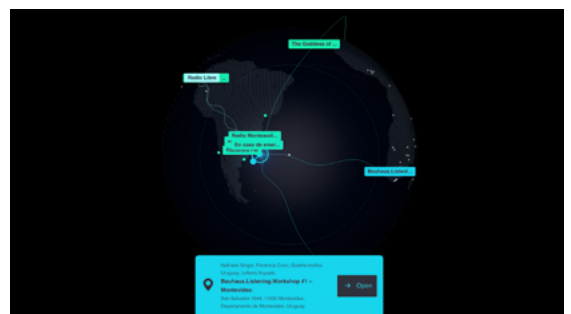 The Goddess of ...
Radio Libre ...
Radio Montevid...
En caso de emer...
Bauhaus Listeni...
Uruguay,
Bauhaus Listening Workshop #1 –
Montevideo
San Salvador 1944, 11200 Montevideo,
Departamento de Montevideo, Uruguay
Open